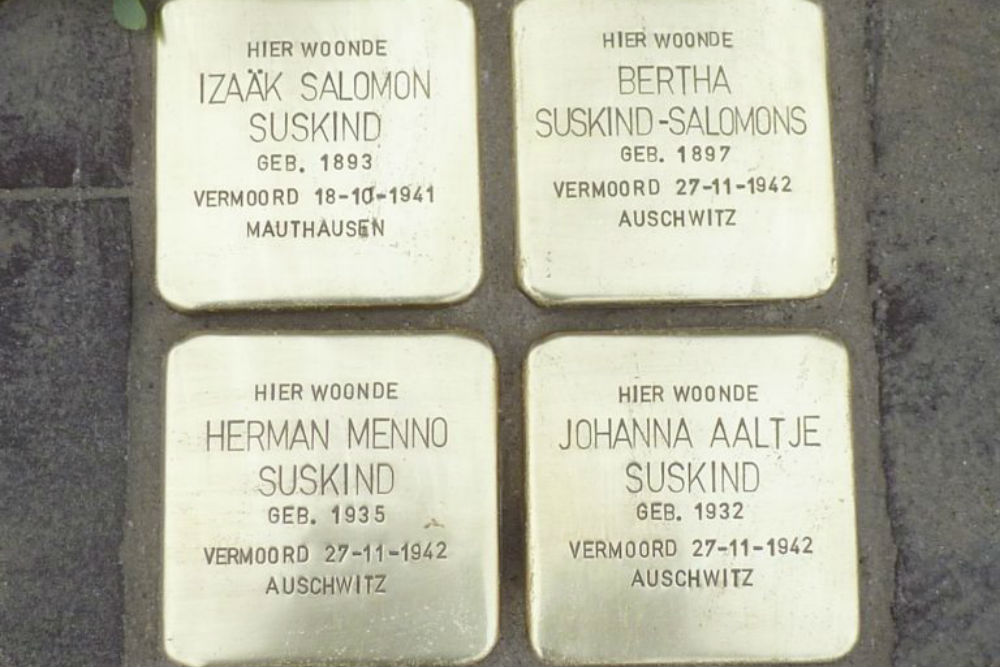 HIER WOONDE
IZAÄK SALOMON
SUSKIND
GEB. 1893
VERMOORD 18-10-1941
MAUTHAUSEN
HIER WOONDE
BERTHA
SUSKIND-SALOMONS
GEB. 1897
VERMOORD 27-11-1942
AUSCHWITZ
HIER WOONDE
HERMAN MENNO
SUSKIND
GEB. 1935
VERMOORD 27-11-1942
AUSCHWITZ
HIER WOONDE
JOHANNA AALTJE
SUSKIND
GEB. 1932
VERMOORD 27-11-1942
AUSCHWITZ